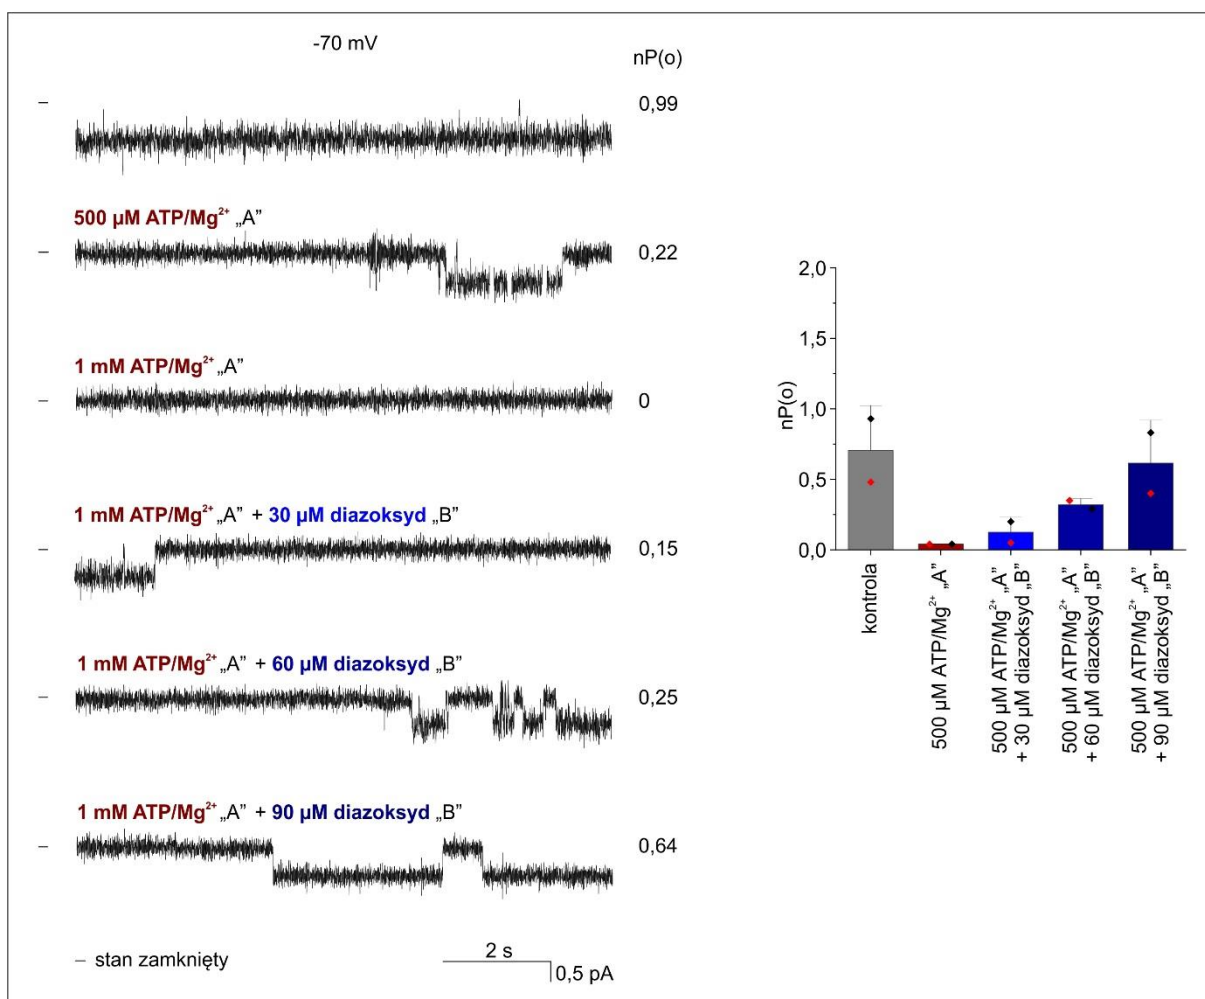 -70 mV
nP(o)
– 0,99
500 µM ATP/Mg²⁺ „A”
– 0,22
1 mM ATP/Mg²⁺ „A”
– 0
1 mM ATP/Mg²⁺ „A” + 30 µM diazoksyd „B”
– 0,15
1 mM ATP/Mg²⁺ „A” + 60 µM diazoksyd „B”
– 0,25
1 mM ATP/Mg²⁺ „A” + 90 µM diazoksyd „B”
– 0,64
– stan zamknięty
2 s
0,5 pA
nP(o)
2,0
1,5
1,0
0,5
0,0
kontrola
500 µM ATP/Mg²⁺ „A”
500 µM ATP/Mg²⁺ „A”
+ 30 µM diazoksyd „B”
500 µM ATP/Mg²⁺ „A”
+ 60 µM diazoksyd „B”
500 µM ATP/Mg²⁺ „A”
+ 90 µM diazoksyd „B”